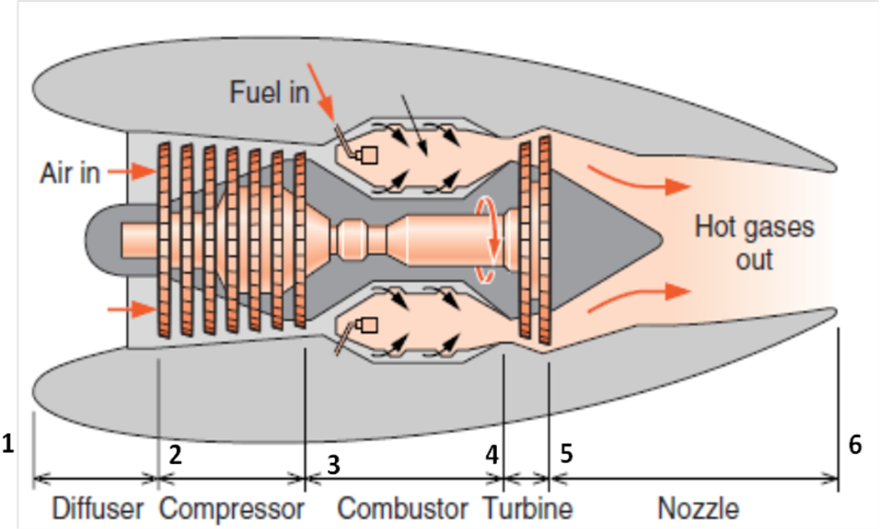 Fuel in
Air in
Hot gases
out
1 2 3 4 5 6
Diffuser Compressor Combustor Turbine Nozzle